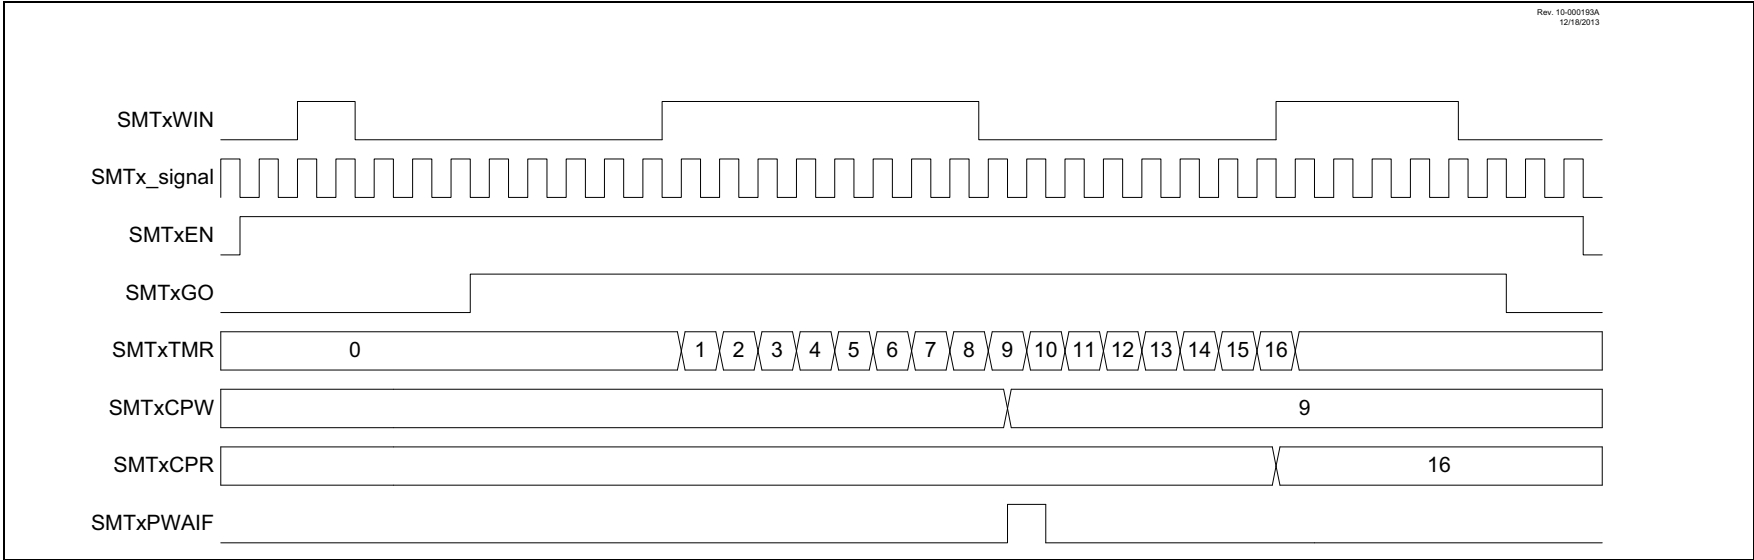 Rev. 10-000193A
12/18/2013
SMTxWIN
SMTx_signal
SMTxEN
SMTxGO
SMTxTMR 0 1 2 3 4 5 6 7 8 9 10 11 12 13 14 15 16
SMTxCPW 9
SMTxCPR 16
SMTxPWAIF